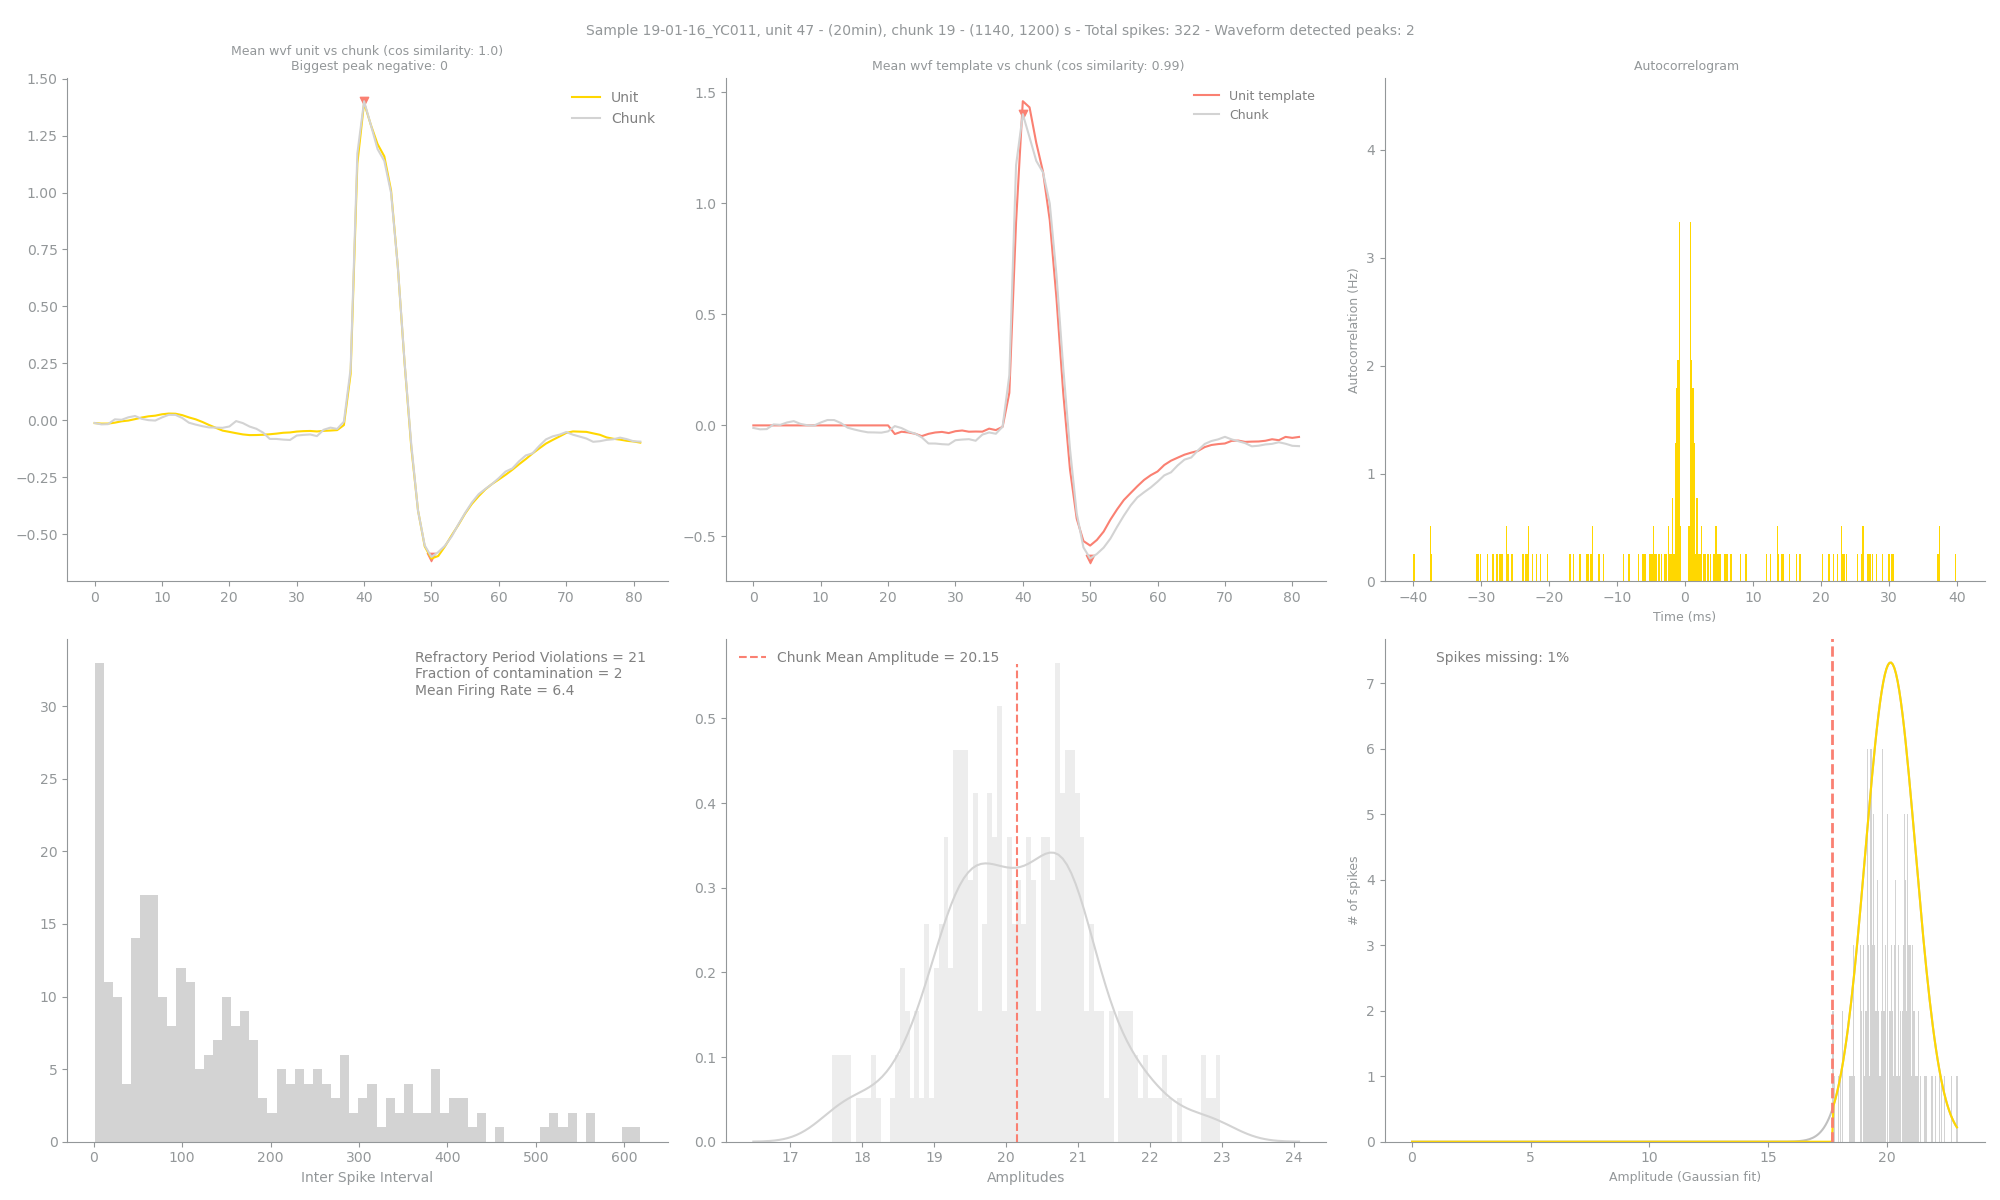 Sample 19-01-16_YC011, unit 47 - (20min), chunk 19 - (1140, 1200) s - Total spikes: 322 - Waveform detected peaks: 2
Mean wvf unit vs chunk (cos similarity: 1.0)
Biggest peak negative: 0
Unit
Chunk
1.50
1.25
1.00
0.75
0.50
0.25
0.00
−0.25
−0.50
0 10 20 30 40 50 60 70 80
Mean wvf template vs chunk (cos similarity: 0.99)
Unit template
Chunk
1.5
1.0
0.5
0.0
−0.5
0 10 20 30 40 50 60 70 80
Autocorrelogram
Autocorrelation (Hz)
4
3
2
1
0
−40 −30 −20 −10 0 10 20 30 40
Time (ms)
Refractory Period Violations = 21
Fraction of contamination = 2
Mean Firing Rate = 6.4
30
25
20
15
10
5
0
0 100 200 300 400 500 600
Inter Spike Interval
Chunk Mean Amplitude = 20.15
0.5
0.4
0.3
0.2
0.1
0.0
17 18 19 20 21 22 23 24
Amplitudes
Spikes missing: 1%
# of spikes
7
6
5
4
3
2
1
0
0 5 10 15 20
Amplitude (Gaussian fit)